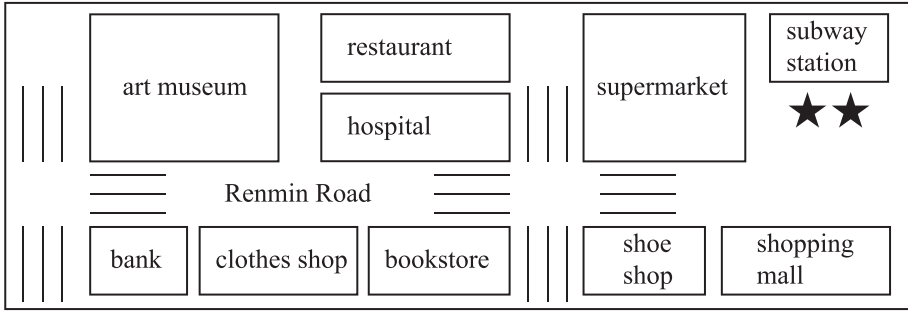 art museum
restaurant
hospital
supermarket
subway
station
Renmin Road
bank
clothes shop
bookstore
shoe
shop
shopping
mall